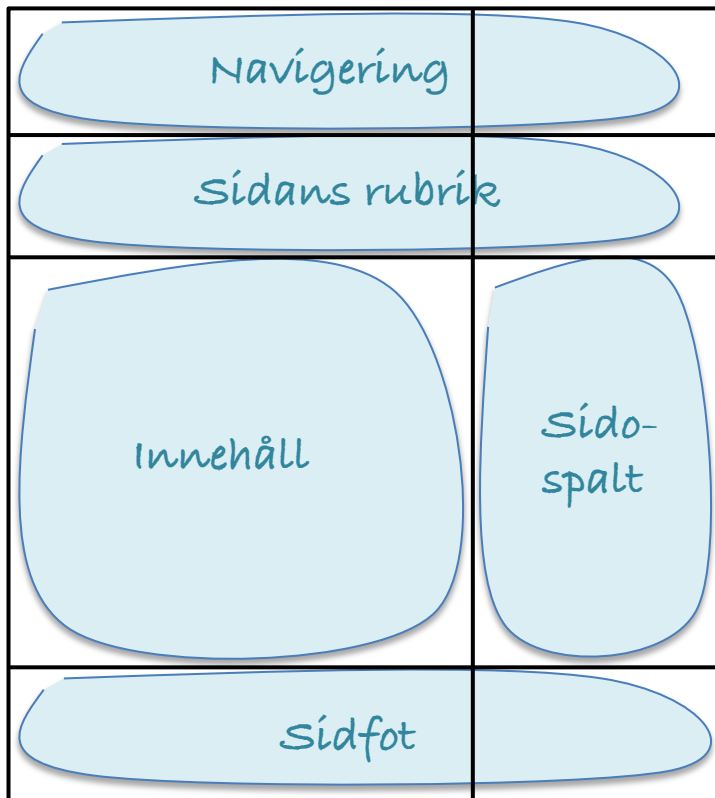 Navigering
Sidans rubrik
Innehåll
Sido-
spalt
Sidfot